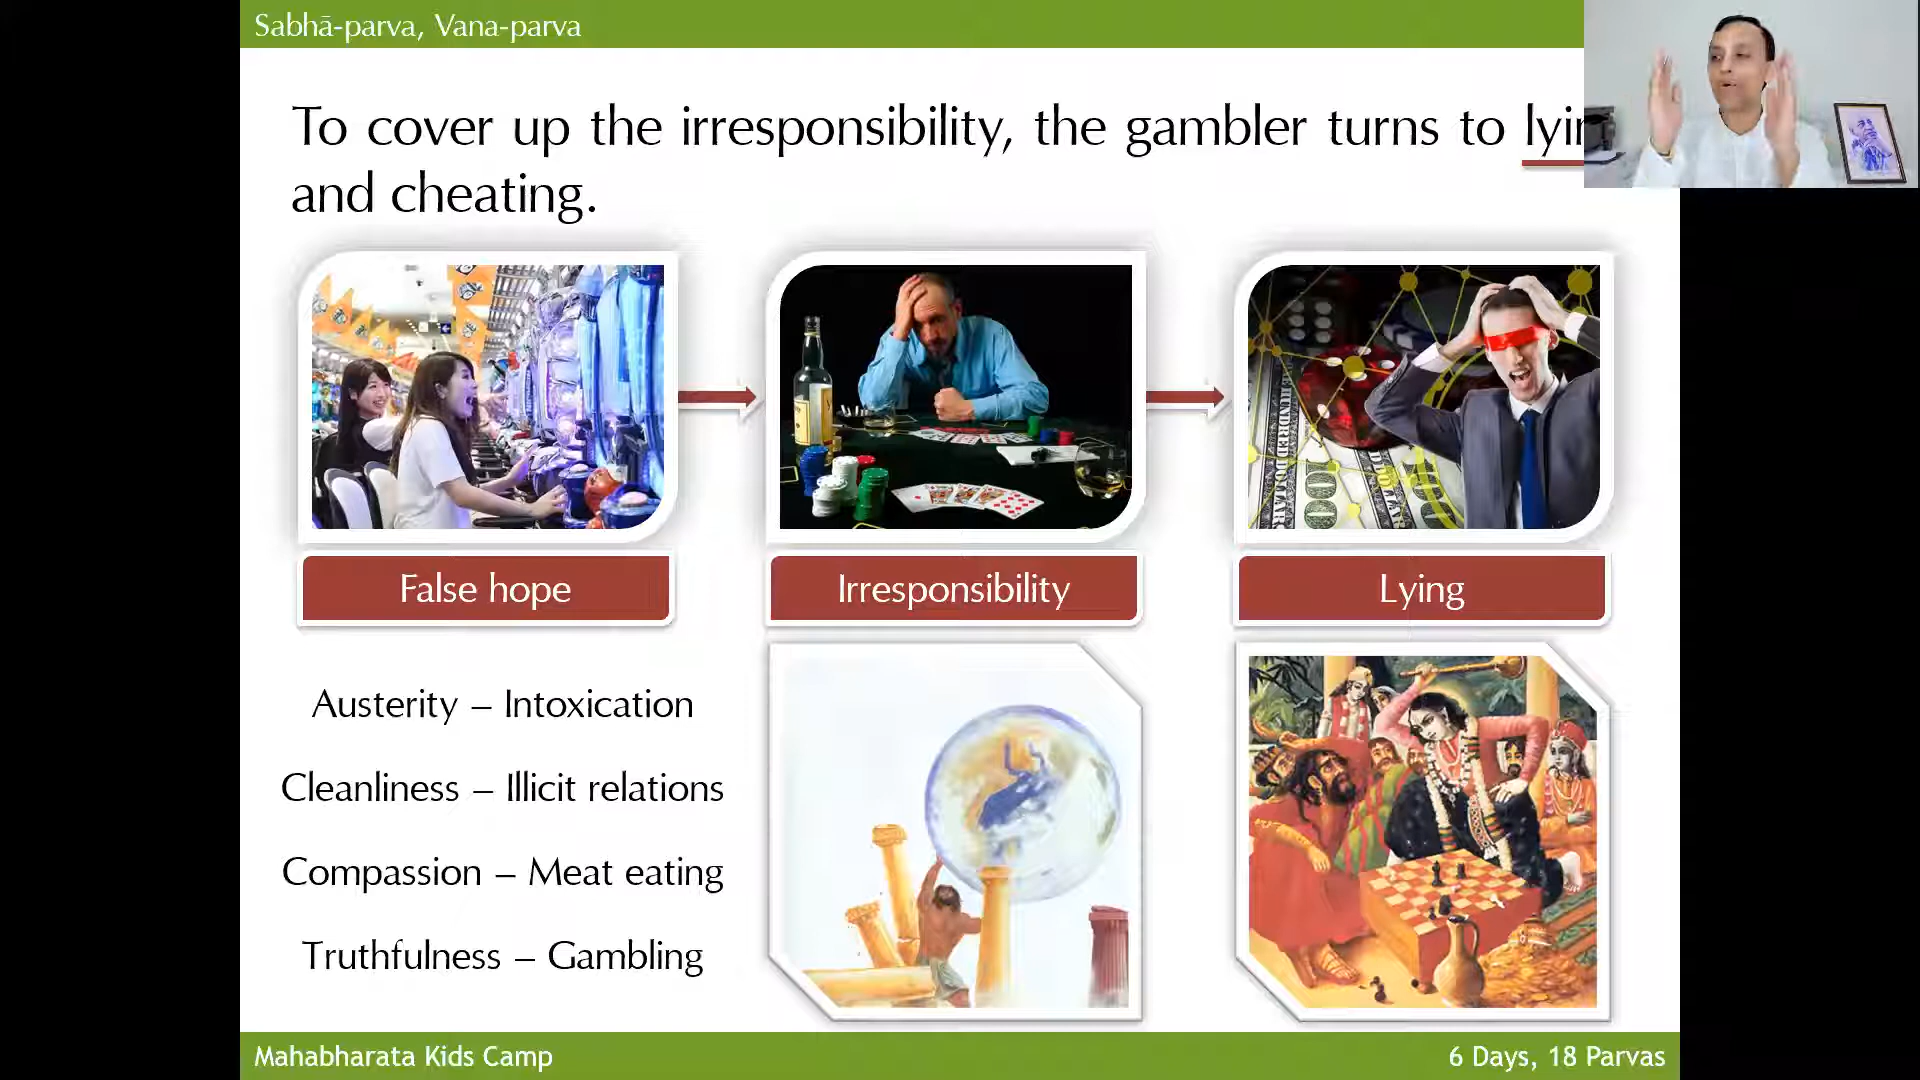 Sabhā-parva, Vana-parva
To cover up the irresponsibility, the gambler turns to
and cheating.
False hope
Irresponsibility
Lying
Austerity – Intoxication
Cleanliness – Illicit relations
Compassion – Meat eating
Truthfulness – Gambling
Mahabharata Kids Camp
6 Days, 18 Parvas